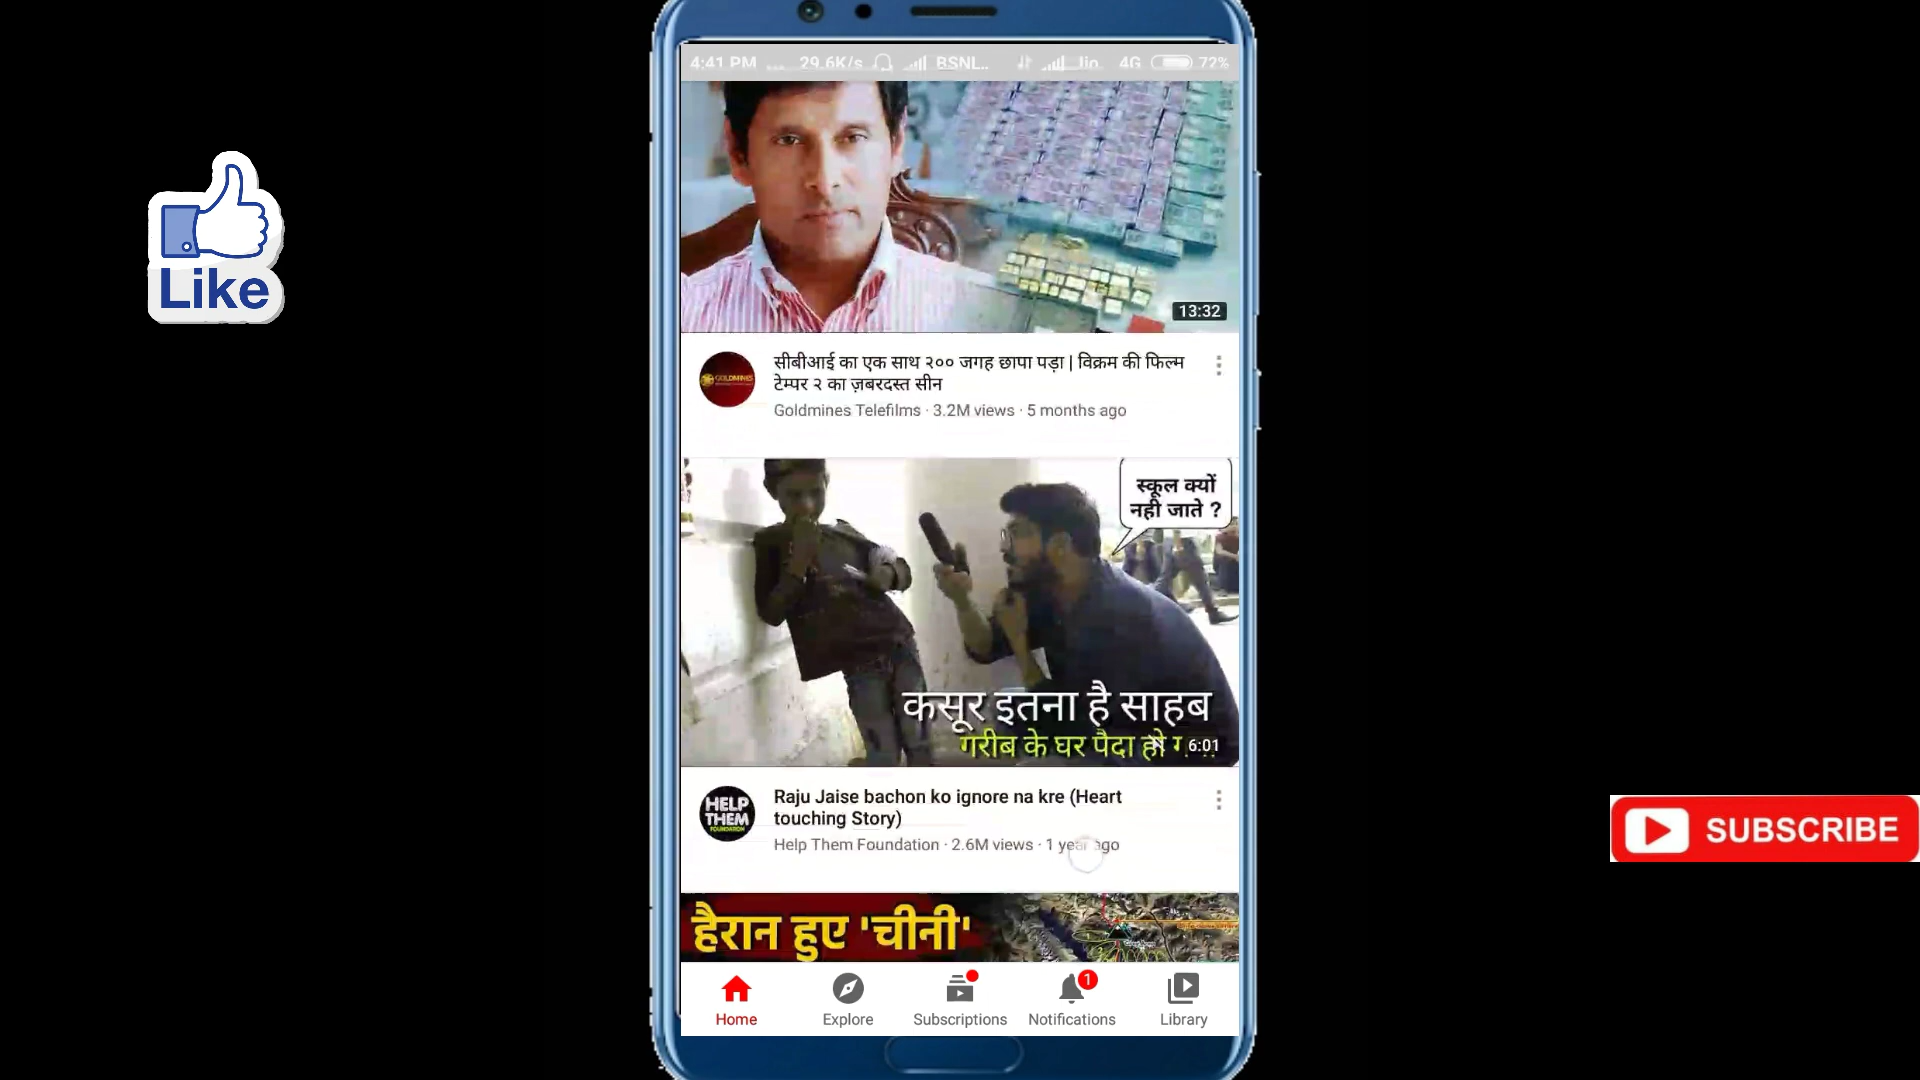 4:41 PM ... 29.6K/s BSNL... Jio 4G 72%
Like
13:32
GOLDMINES
सीबीआई का एक साथ २०० जगह छापा पड़ा | विक्रम की फिल्म
टेम्पर २ का ज़बरदस्त सीन
Goldmines Telefilms · 3.2M views · 5 months ago
स्कूल क्यों
नही जाते ?
कसूर इतना है साहब
गरीब के घर पैदा हो
6:01
HELP
THEM
FOUNDATION
Raju Jaise bachon ko ignore na kre (Heart
touching Story)
Help Them Foundation · 2.6M views · 1 year ago
SUBSCRIBE
हैरान हुए 'चीनी'
1
Home Explore Subscriptions Notifications Library